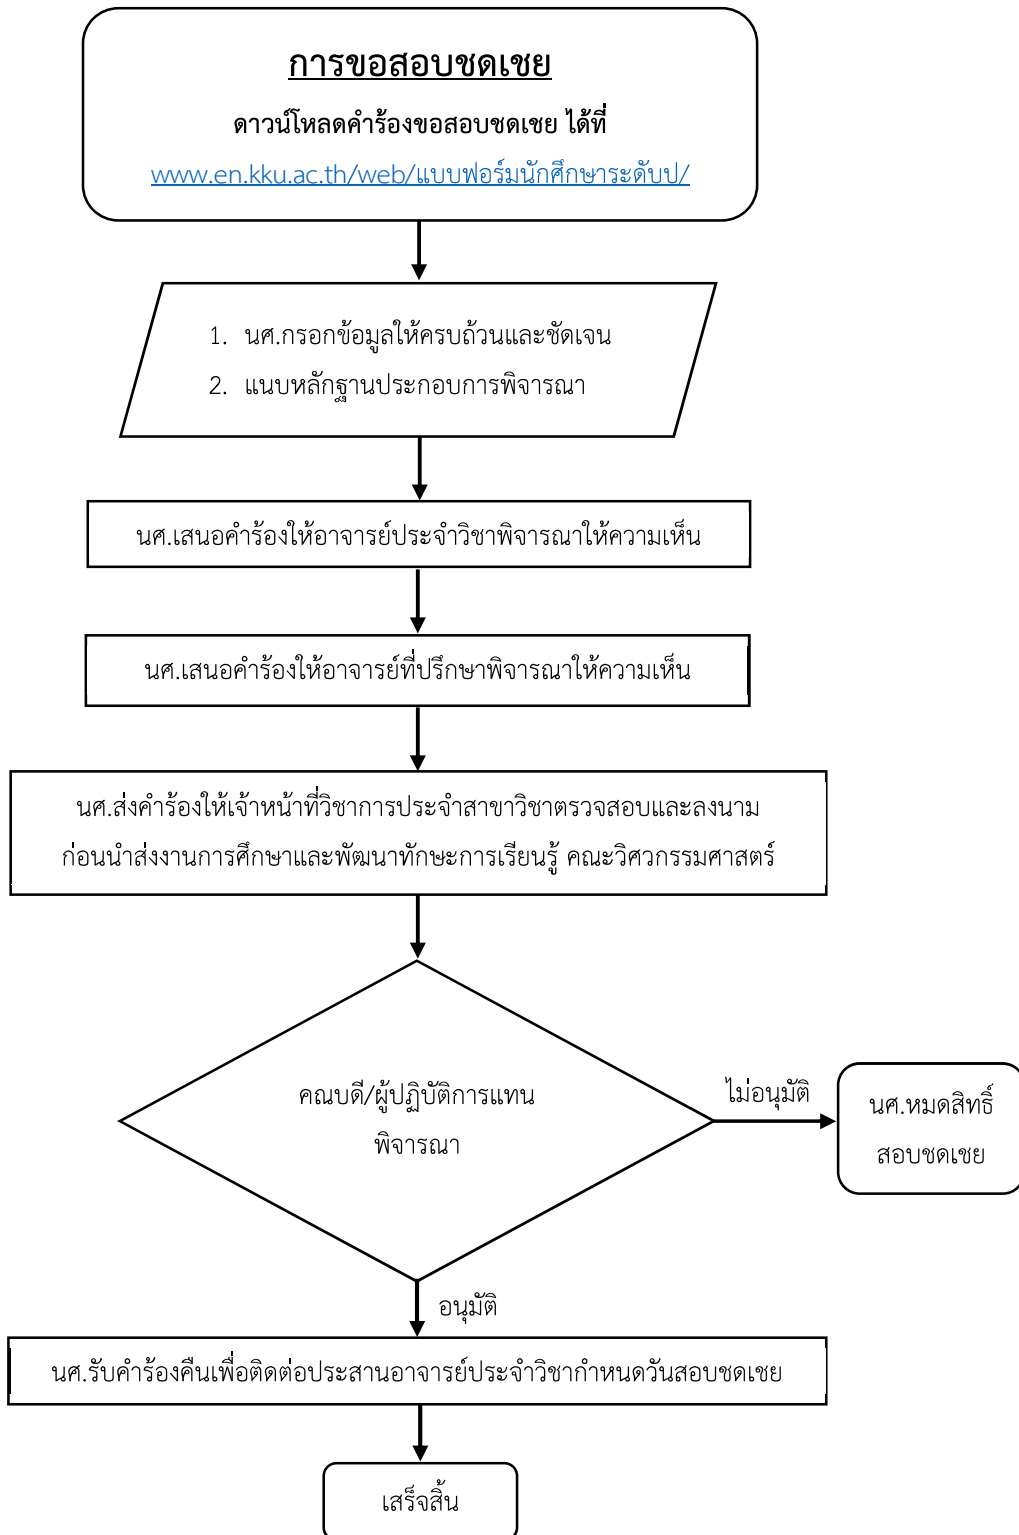 การขอสอบชดเชย
ดาวน์โหลดคำร้องขอสอบชดเชย ได้ที่
www.en.kku.ac.th/web/แบบฟอร์มนักศึกษาระดับป/
1. นศ.กรอกข้อมูลให้ครบถ้วนและชัดเจน
2. แนบหลักฐานประกอบการพิจารณา
นศ.เสนอคำร้องให้อาจารย์ประจำวิชาพิจารณาให้ความเห็น
นศ.เสนอคำร้องให้อาจารย์ที่ปรึกษาพิจารณาให้ความเห็น
นศ.ส่งคำร้องให้เจ้าหน้าที่วิชาการประจำสาขาวิชาตรวจสอบและลงนาม
ก่อนนำส่งงานการศึกษาและพัฒนาทักษะการเรียนรู้ คณะวิศวกรรมศาสตร์
คณบดี/ผู้ปฏิบัติการแทน
พิจารณา
ไม่อนุมัติ
นศ.หมดสิทธิ์
สอบชดเชย
อนุมัติ
นศ.รับคำร้องคืนเพื่อติดต่อประสานอาจารย์ประจำวิชากำหนดวันสอบชดเชย
เสร็จสิ้น